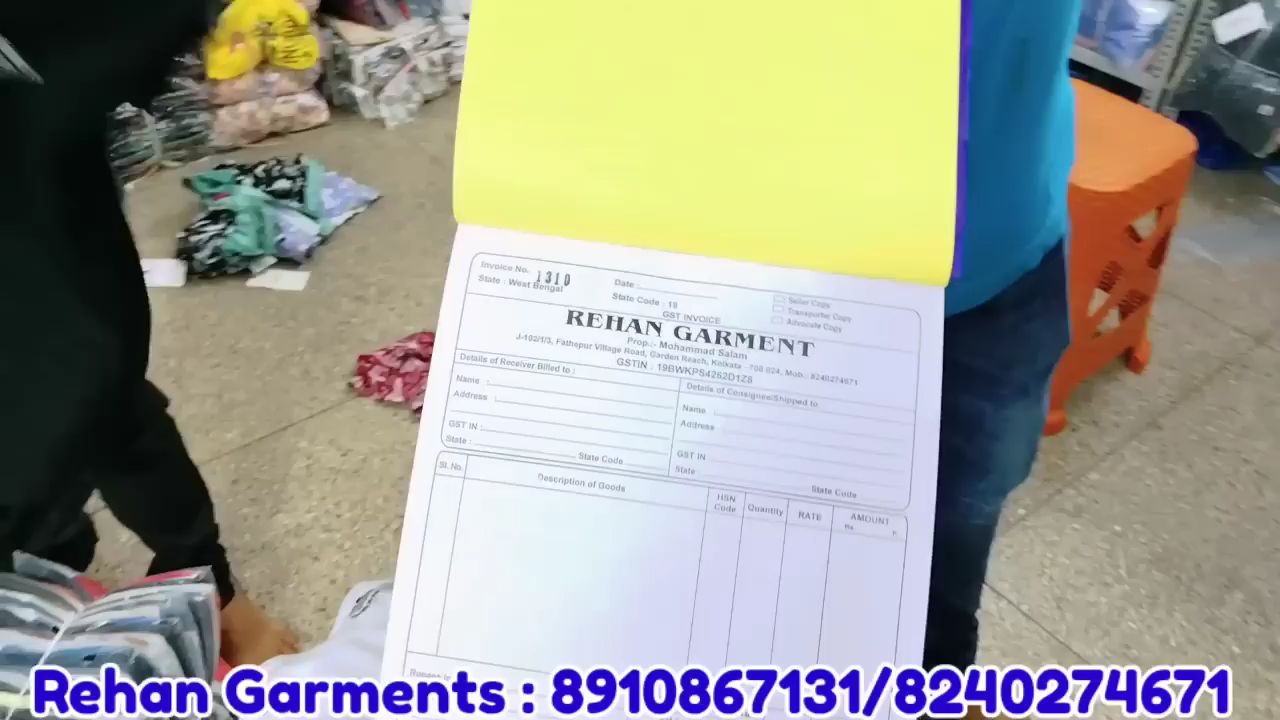 Invoice No. 1310
State : West Bengal
Date :
State Code : 19
GST INVOICE
Seller Copy
Transporter Copy
Advocate Copy
REHAN GARMENT
Prop.:- Mohammad Salam
J-102/1/3, Fathepur Village Road, Garden Reach, Kolkata - 700 024, Mob.: 8240274671
GSTIN : 19BWKPS4262D1Z8
Details of Receiver Billed to :
Name :
Address
GST IN :
State :
State Code
Details of Consignee/Shipped to
Name
Address
GST IN
State
State Code
Sl. No.
Description of Goods
HSN Code
Quantity
RATE
AMOUNT
Rs. P.
Rehan Garments : 8910867131/8240274671